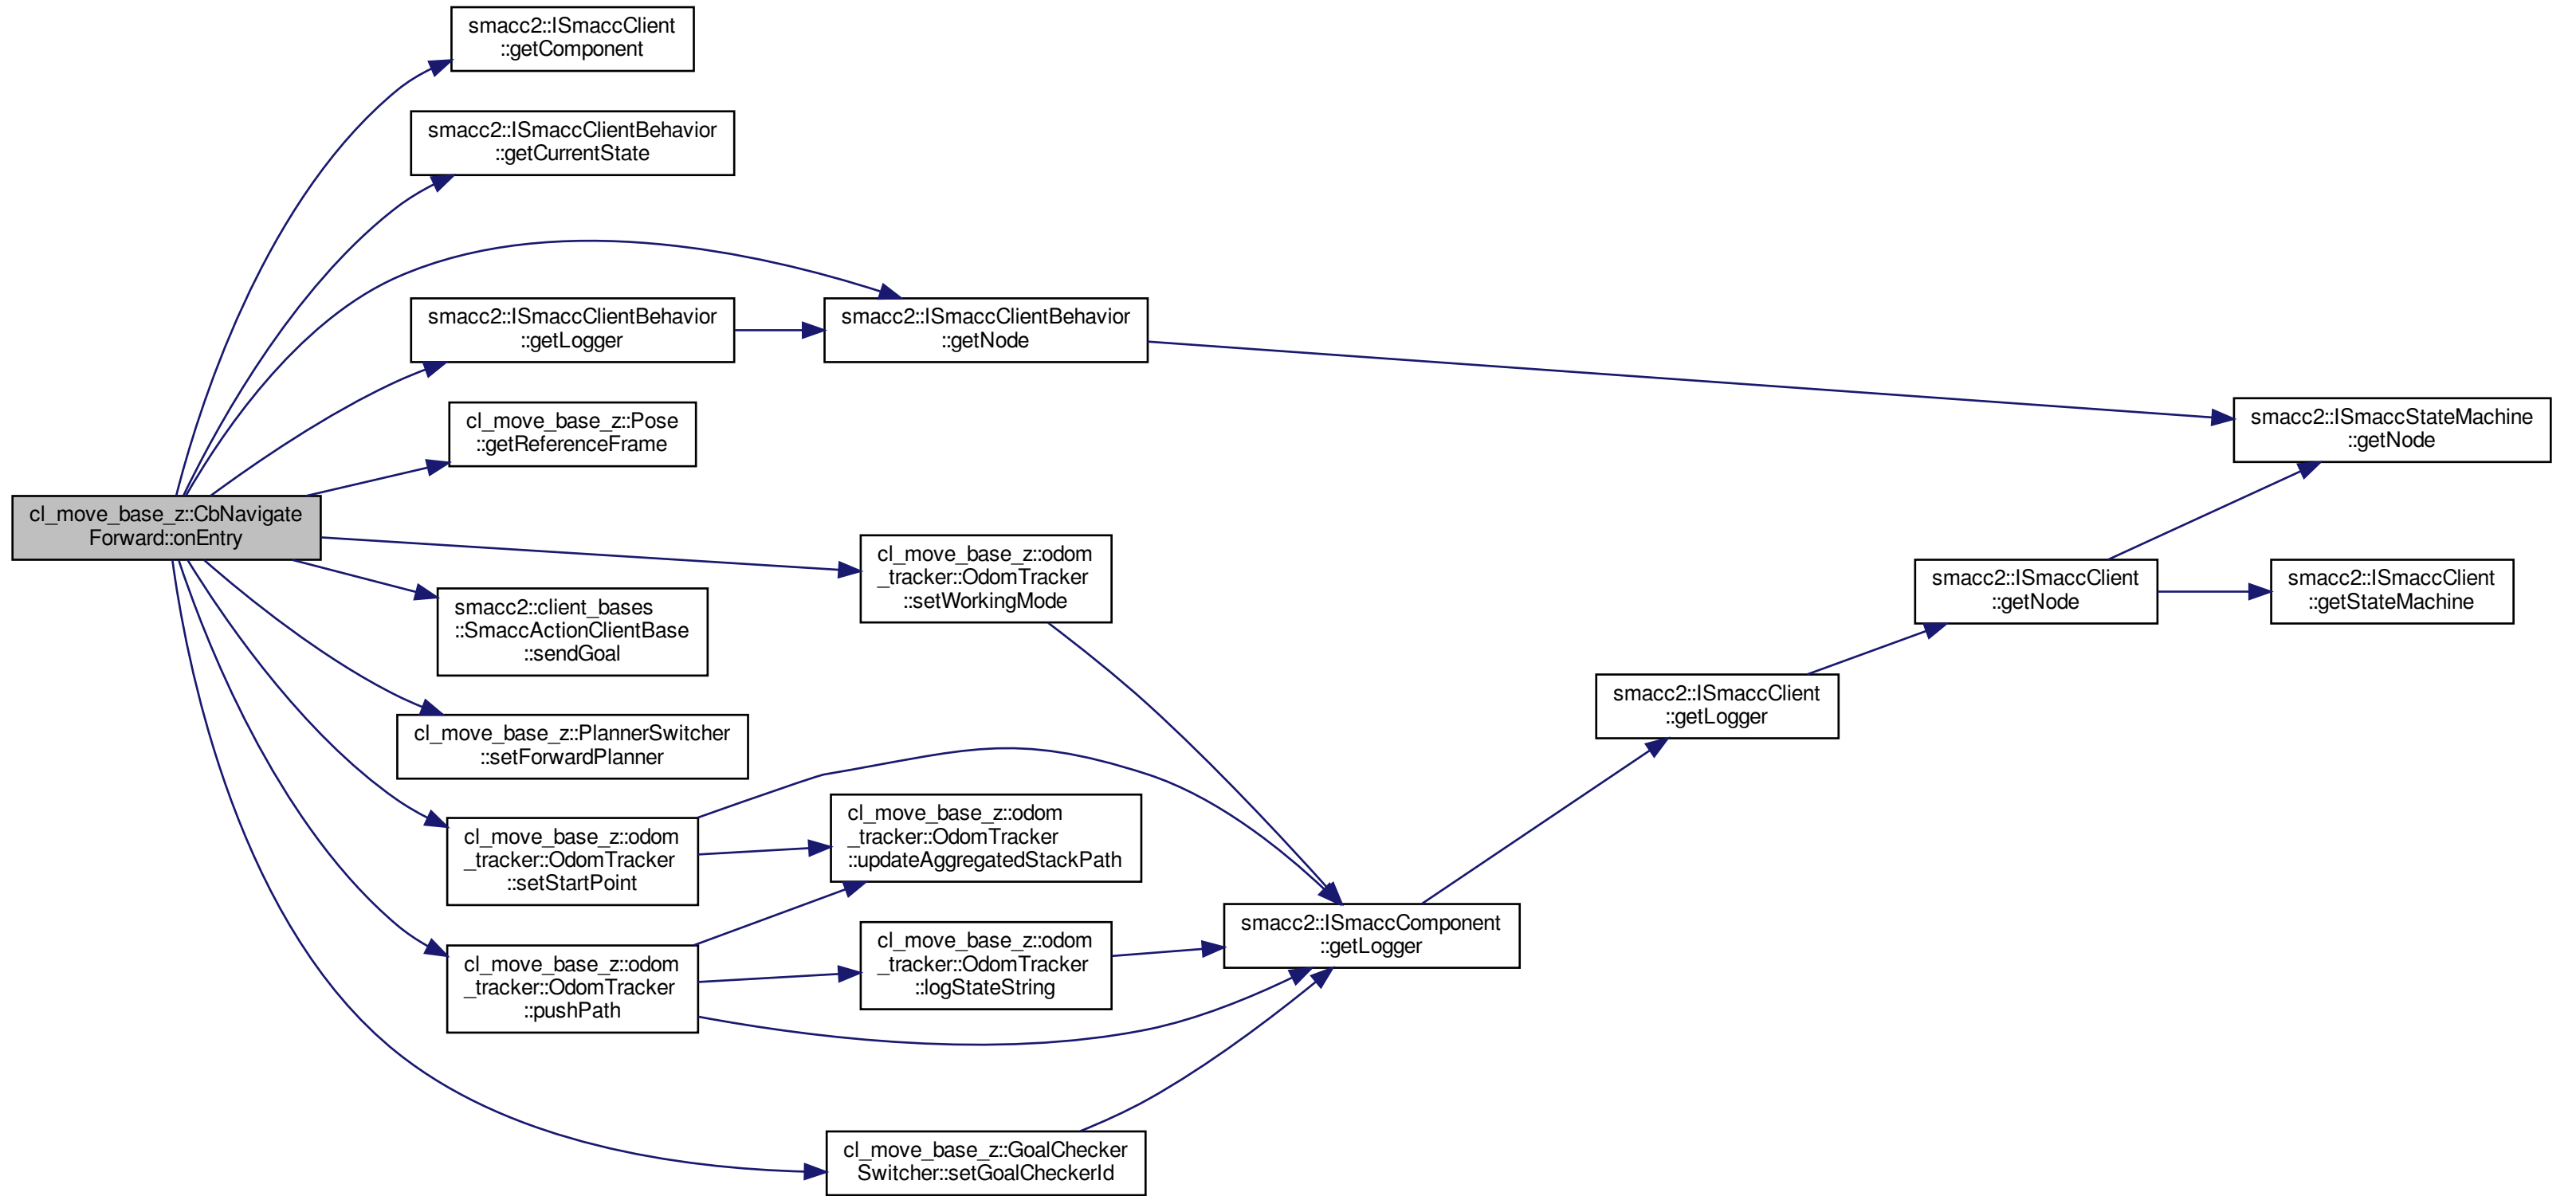 smacc2::ISmaccClient
::getComponent
smacc2::ISmaccClientBehavior
::getCurrentState
smacc2::ISmaccClientBehavior
::getLogger
smacc2::ISmaccClientBehavior
::getNode
cl_move_base_z::Pose
::getReferenceFrame
smacc2::ISmaccStateMachine
::getNode
cl_move_base_z::CbNavigate
Forward::onEntry
cl_move_base_z::odom
_tracker::OdomTracker
::setWorkingMode
smacc2::client_bases
::SmaccActionClientBase
::sendGoal
smacc2::ISmaccClient
::getNode
smacc2::ISmaccClient
::getStateMachine
cl_move_base_z::PlannerSwitcher
::setForwardPlanner
smacc2::ISmaccClient
::getLogger
cl_move_base_z::odom
_tracker::OdomTracker
::setStartPoint
cl_move_base_z::odom
_tracker::OdomTracker
::updateAggregatedStackPath
cl_move_base_z::odom
_tracker::OdomTracker
::pushPath
cl_move_base_z::odom
_tracker::OdomTracker
::logStateString
smacc2::ISmaccComponent
::getLogger
cl_move_base_z::GoalChecker
Switcher::setGoalCheckerId